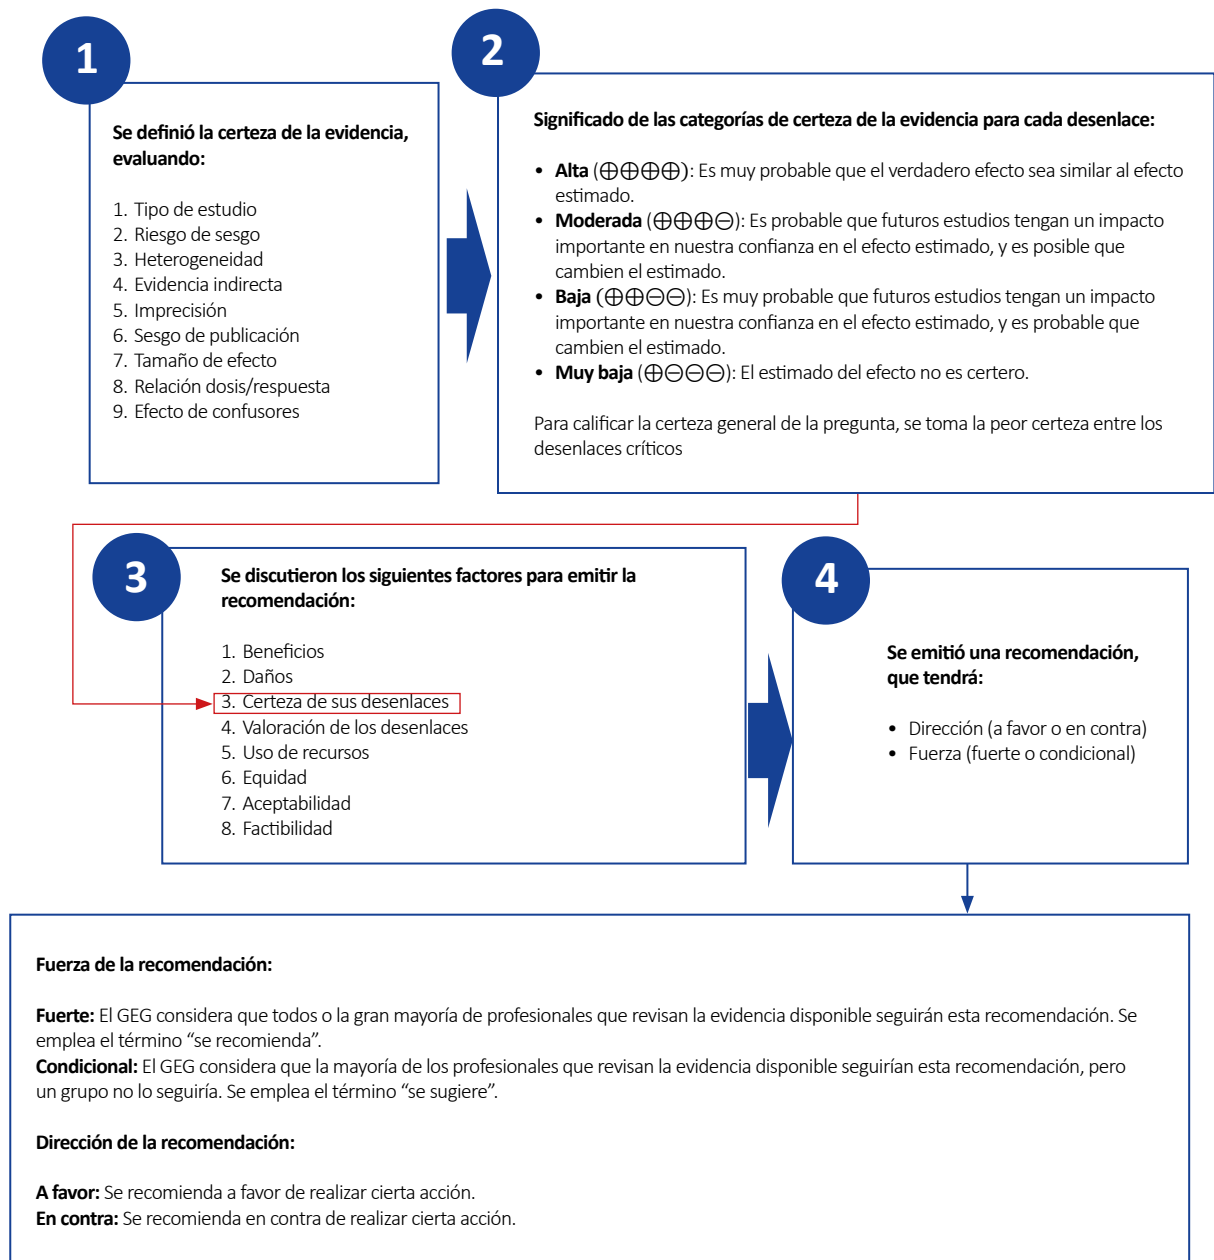 1
Se definió la certeza de la evidencia,
evaluando:
1. Tipo de estudio
2. Riesgo de sesgo
3. Heterogeneidad
4. Evidencia indirecta
5. Imprecisión
6. Sesgo de publicación
7. Tamaño de efecto
8. Relación dosis/respuesta
9. Efecto de confusores
2
Significado de las categorías de certeza de la evidencia para cada desenlace:
• Alta (⊕⊕⊕⊕): Es muy probable que el verdadero efecto sea similar al efecto
estimado.
• Moderada (⊕⊕⊕⊖): Es probable que futuros estudios tengan un impacto
importante en nuestra confianza en el efecto estimado, y es posible que
cambien el estimado.
• Baja (⊕⊕⊖⊖): Es muy probable que futuros estudios tengan un impacto
importante en nuestra confianza en el efecto estimado, y es probable que
cambien el estimado.
• Muy baja (⊕⊖⊖⊖): El estimado del efecto no es certero.
Para calificar la certeza general de la pregunta, se toma la peor certeza entre los
desenlaces críticos
3
Se discutieron los siguientes factores para emitir la
recomendación:
1. Beneficios
2. Daños
3. Certeza de sus desenlaces
4. Valoración de los desenlaces
5. Uso de recursos
6. Equidad
7. Aceptabilidad
8. Factibilidad
4
Se emitió una recomendación,
que tendrá:
• Dirección (a favor o en contra)
• Fuerza (fuerte o condicional)
Fuerza de la recomendación:
Fuerte: El GEG considera que todos o la gran mayoría de profesionales que revisan la evidencia disponible seguirán esta recomendación. Se
emplea el término “se recomienda”.
Condicional: El GEG considera que la mayoría de los profesionales que revisan la evidencia disponible seguirían esta recomendación, pero
un grupo no lo seguiría. Se emplea el término “se sugiere”.
Dirección de la recomendación:
A favor: Se recomienda a favor de realizar cierta acción.
En contra: Se recomienda en contra de realizar cierta acción.